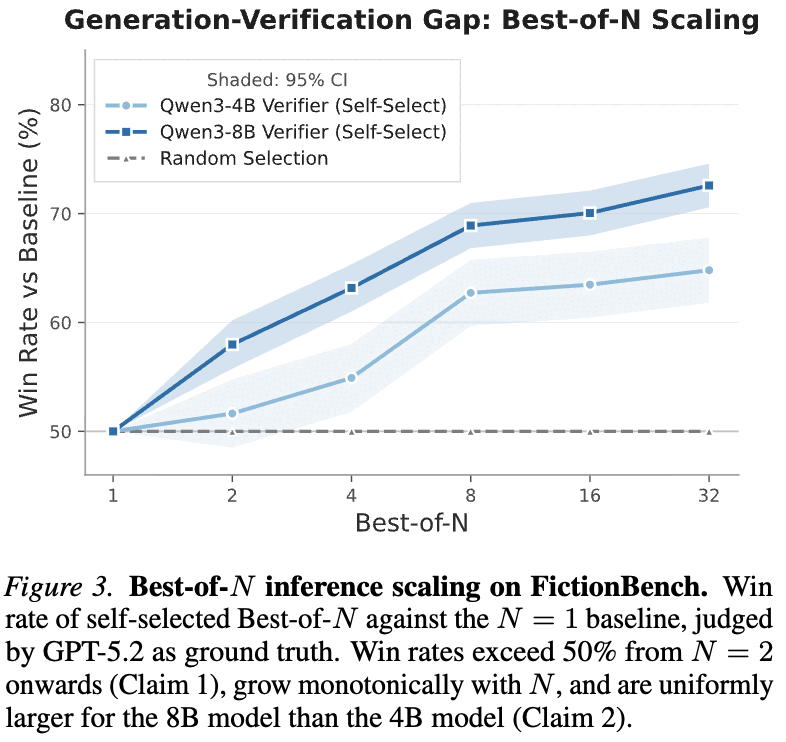 Generation-Verification Gap: Best-of-N Scaling
Shaded: 95% CI
Qwen3-4B Verifier (Self-Select)
Qwen3-8B Verifier (Self-Select)
Random Selection
Win Rate vs Baseline (%)
80
70
60
50
1 2 4 8 16 32
Best-of-N
Figure 3. Best-of-N inference scaling on FictionBench. Win
rate of self-selected Best-of-N against the N = 1 baseline, judged
by GPT-5.2 as ground truth. Win rates exceed 50% from N = 2
onwards (Claim 1), grow monotonically with N, and are uniformly
larger for the 8B model than the 4B model (Claim 2).